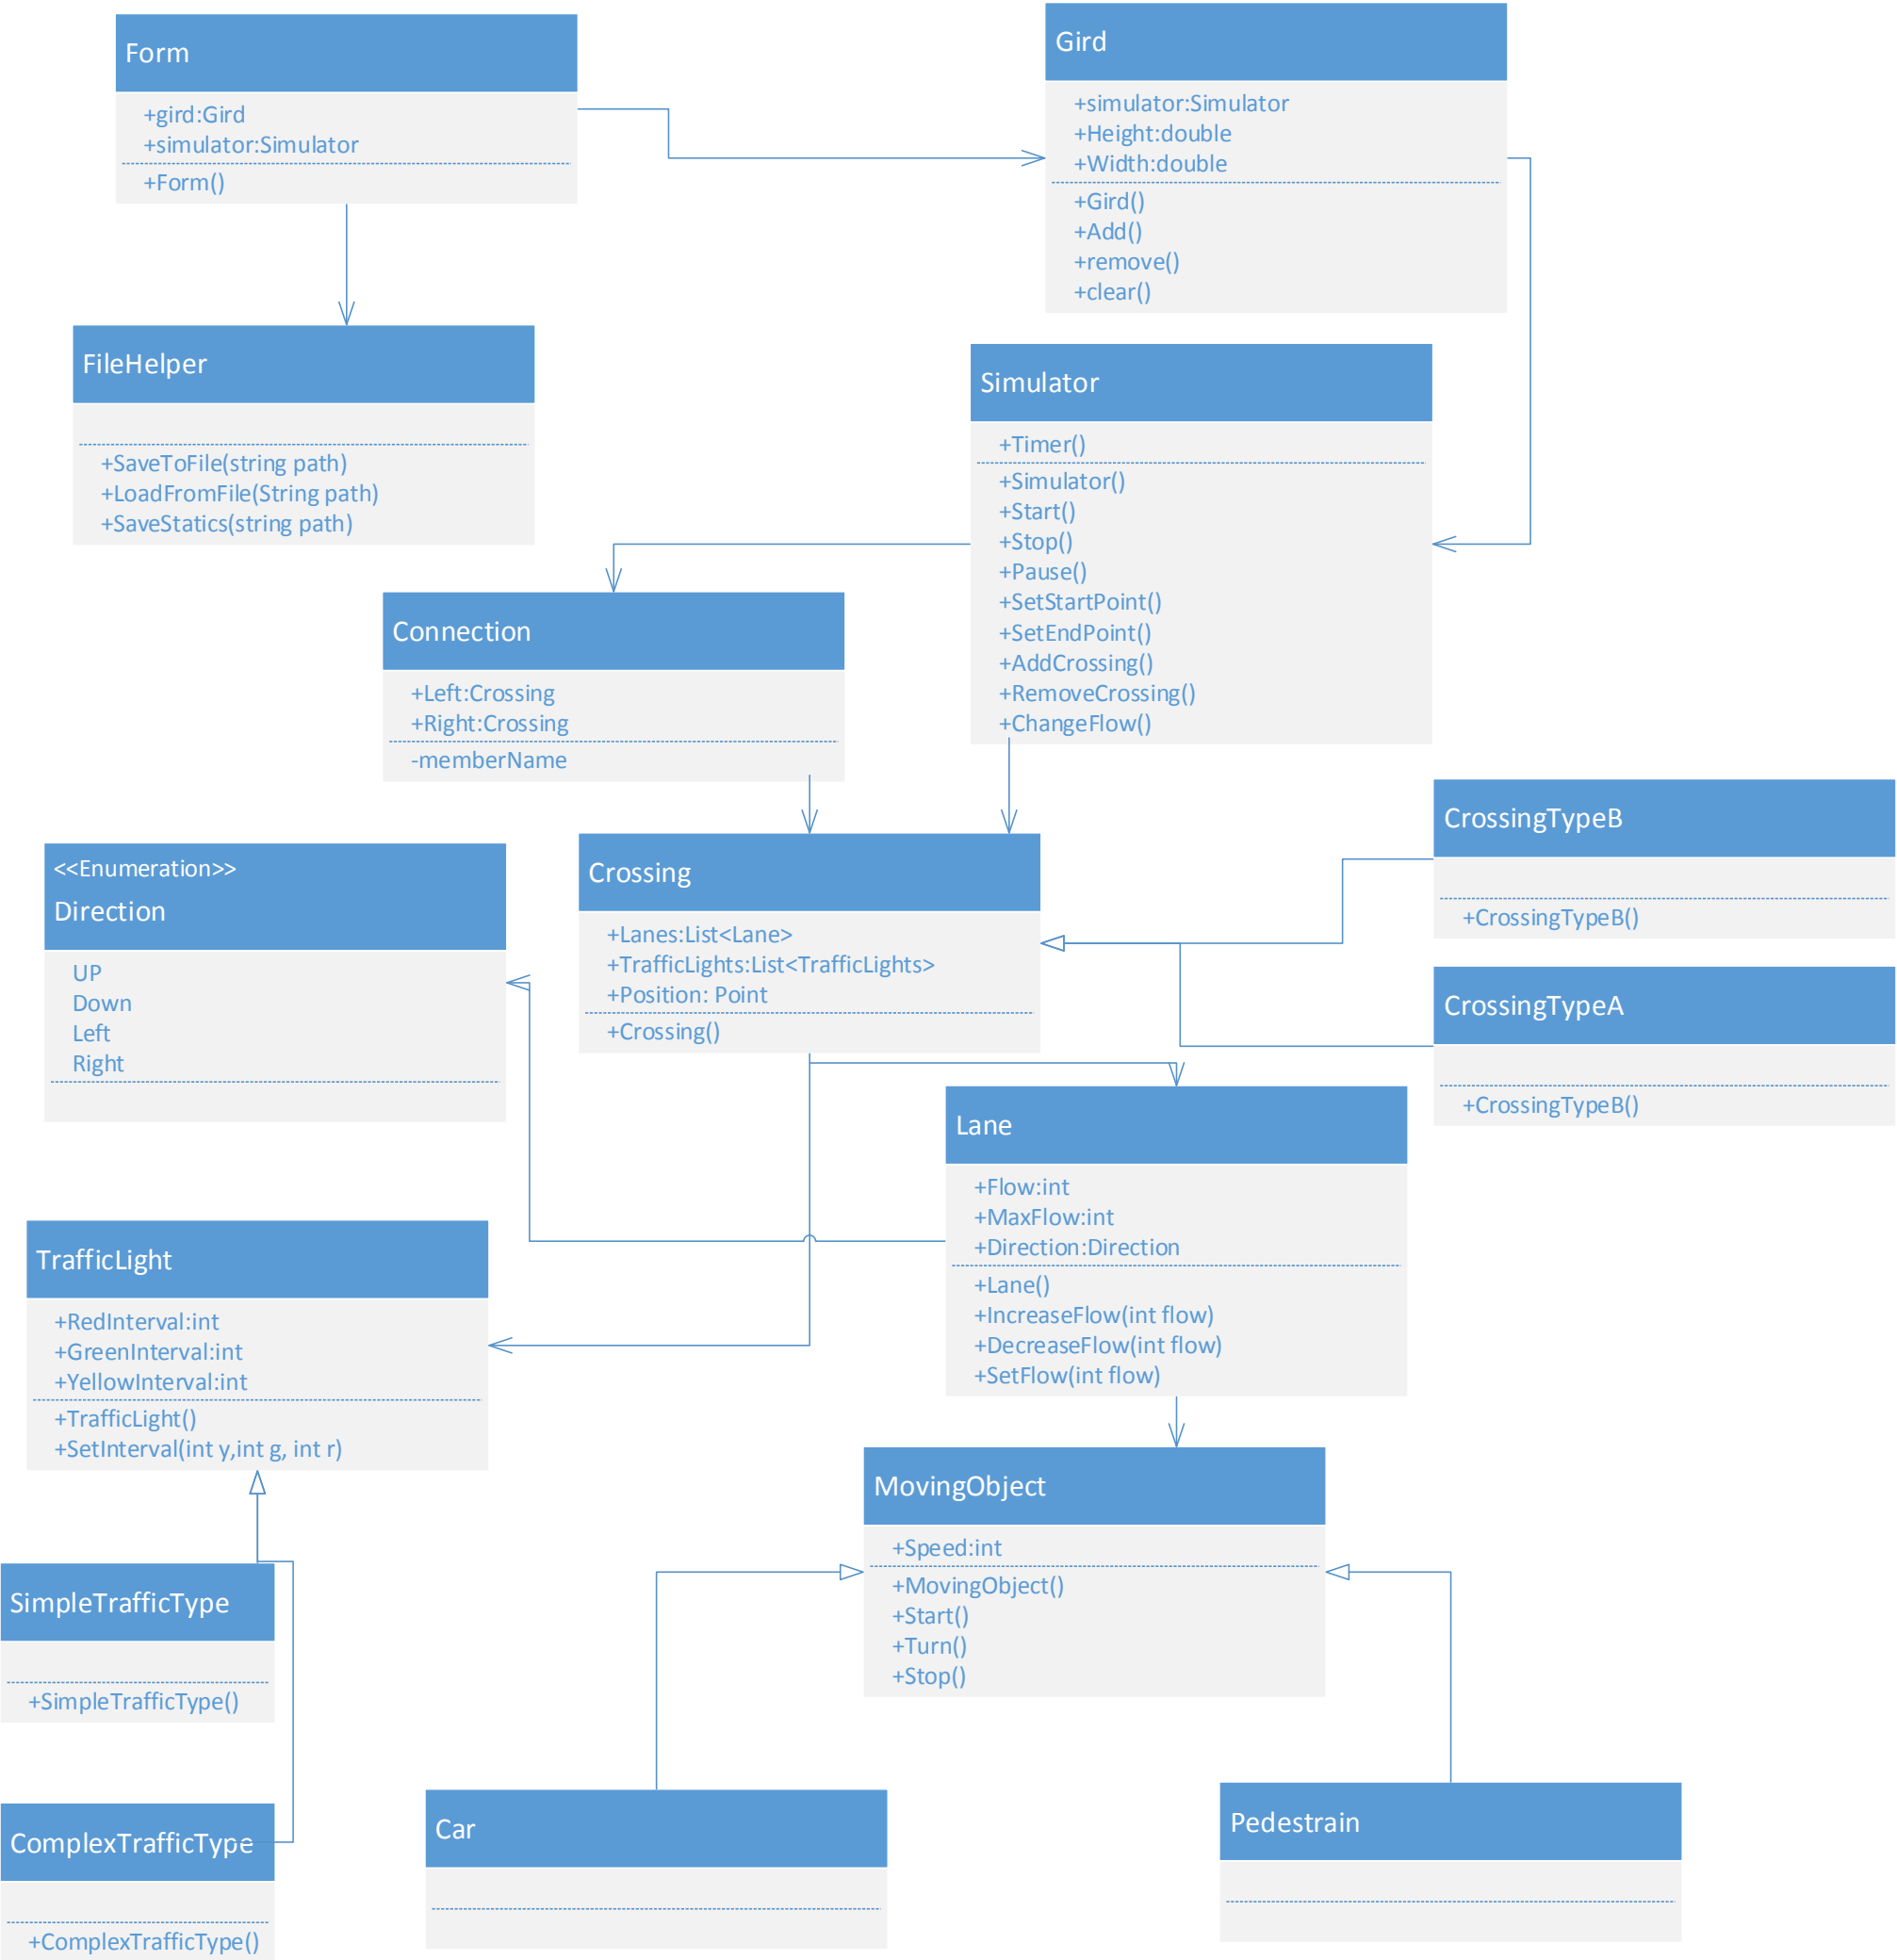 Form
+gird:Gird
+simulator:Simulator
+Form()
Gird
+simulator:Simulator
+Height:double
+Width:double
+Gird()
+Add()
+remove()
+clear()
FileHelper
+SaveToFile(string path)
+LoadFromFile(String path)
+SaveStatics(string path)
Simulator
+Timer()
+Simulator()
+Start()
+Stop()
+Pause()
+SetStartPoint()
+SetEndPoint()
+AddCrossing()
+RemoveCrossing()
+ChangeFlow()
Connection
+Left:Crossing
+Right:Crossing
-memberName
CrossingTypeB
+CrossingTypeB()
<<Enumeration>>
Direction
UP
Down
Left
Right
Crossing
+Lanes:List<Lane>
+TrafficLights:List<TrafficLights>
+Position: Point
+Crossing()
CrossingTypeA
+CrossingTypeB()
Lane
+Flow:int
+MaxFlow:int
+Direction:Direction
+Lane()
+IncreaseFlow(int flow)
+DecreaseFlow(int flow)
+SetFlow(int flow)
TrafficLight
+RedInterval:int
+GreenInterval:int
+YellowInterval:int
+TrafficLight()
+SetInterval(int y,int g, int r)
MovingObject
+Speed:int
+MovingObject()
+Start()
+Turn()
+Stop()
SimpleTrafficType
+SimpleTrafficType()
ComplexTrafficType
+ComplexTrafficType()
Car
Pedestrain